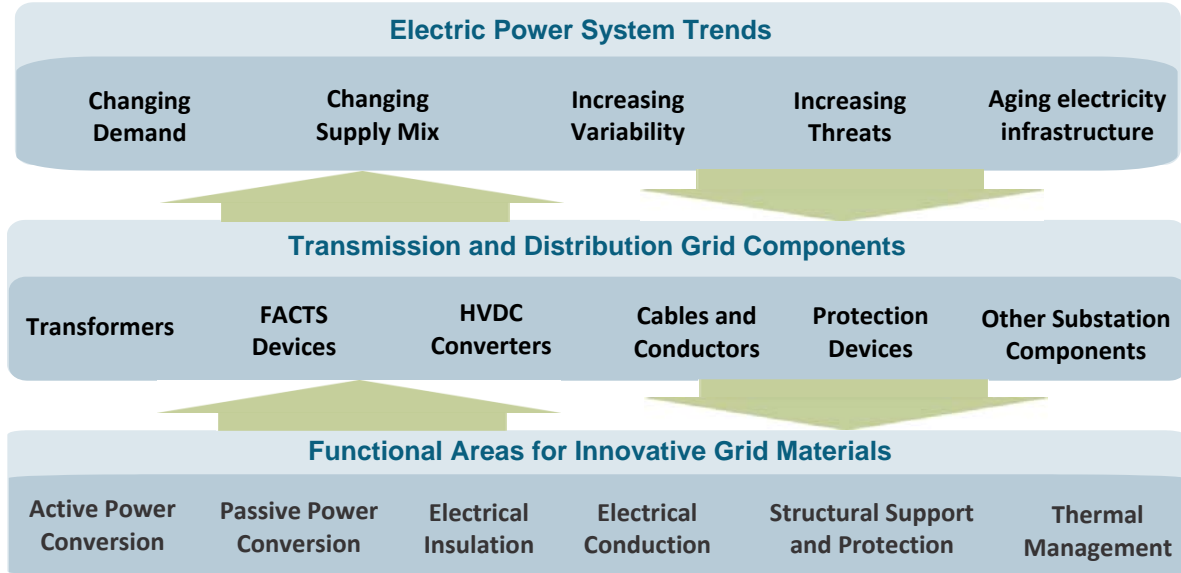 Electric Power System Trends
Changing
Demand
Changing
Supply Mix
Increasing
Variability
Increasing
Threats
Aging electricity
infrastructure
Transmission and Distribution Grid Components
Transformers
FACTS
Devices
HVDC
Converters
Cables and
Conductors
Protection
Devices
Other Substation
Components
Functional Areas for Innovative Grid Materials
Active Power
Conversion
Passive Power
Conversion
Electrical
Insulation
Electrical
Conduction
Structural Support
and Protection
Thermal
Management